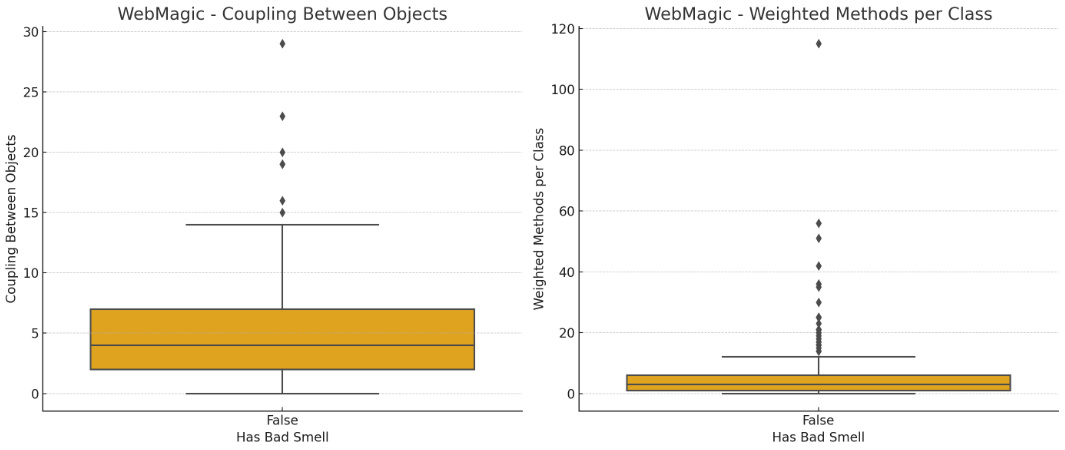 WebMagic - Coupling Between Objects
30
25
20
15
10
5
0
Coupling Between Objects
False
Has Bad Smell
WebMagic - Weighted Methods per Class
120
100
80
60
40
20
0
Weighted Methods per Class
False
Has Bad Smell